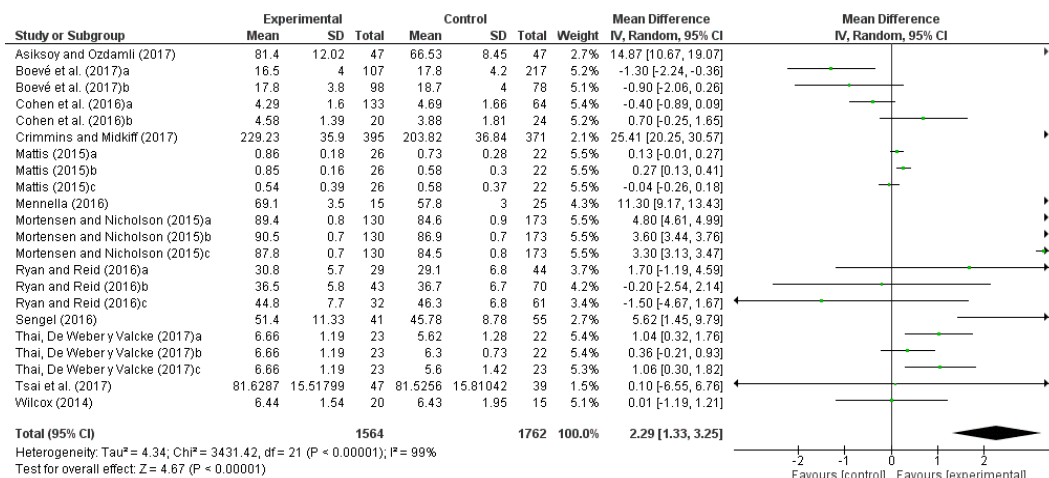 Experimental Control Mean Difference Mean Difference
Study or Subgroup Mean SD Total Mean SD Total Weight IV, Random, 95% CI IV, Random, 95% CI
Asiksoy and Ozdamli (2017) 81.4 12.02 47 66.53 8.45 47 2.7% 14.87 [10.67, 19.07]
Boevé et al. (2017)a 16.5 4 107 17.8 4.2 217 5.2% -1.30 [-2.24, -0.36]
Boevé et al. (2017)b 17.8 3.8 98 18.7 4 78 5.1% -0.90 [-2.06, 0.26]
Cohen et al. (2016)a 4.29 1.6 133 4.69 1.66 64 5.4% -0.40 [-0.89, 0.09]
Cohen et al. (2016)b 4.58 1.39 20 3.88 1.81 24 5.2% 0.70 [-0.25, 1.65]
Crimmins and Midkiff (2017) 229.23 35.9 395 203.82 36.84 371 2.1% 25.41 [20.25, 30.57]
Mattis (2015)a 0.86 0.18 26 0.73 0.28 22 5.5% 0.13 [-0.01, 0.27]
Mattis (2015)b 0.85 0.16 26 0.58 0.3 22 5.5% 0.27 [0.13, 0.41]
Mattis (2015)c 0.54 0.39 26 0.58 0.37 22 5.5% -0.04 [-0.26, 0.18]
Mennella (2016) 69.1 3.5 15 57.8 3 25 4.3% 11.30 [9.17, 13.43]
Mortensen and Nicholson (2015)a 89.4 0.8 130 84.6 0.9 173 5.5% 4.80 [4.61, 4.99]
Mortensen and Nicholson (2015)b 90.5 0.7 130 86.9 0.7 173 5.5% 3.60 [3.44, 3.76]
Mortensen and Nicholson (2015)c 87.8 0.7 130 84.5 0.8 173 5.5% 3.30 [3.13, 3.47]
Ryan and Reid (2016)a 30.8 5.7 29 29.1 6.8 44 3.6% 1.70 [-1.19, 4.59]
Ryan and Reid (2016)b 36.5 5.8 43 36.7 6.7 70 4.1% -0.20 [-2.54, 2.14]
Ryan and Reid (2016)c 44.8 7.7 32 46.3 6.8 61 3.4% -1.50 [-4.67, 1.67]
Sengel (2016) 51.4 11.33 41 45.78 8.78 55 2.7% 5.62 [1.45, 9.79]
Thai, De Weber y Valcke (2017)a 6.66 1.19 23 5.62 1.28 22 5.3% 1.04 [0.32, 1.76]
Thai, De Weber y Valcke (2017)b 6.66 1.19 23 6.3 0.73 22 5.4% 0.36 [-0.21, 0.93]
Thai, De Weber y Valcke (2017)c 6.66 1.19 23 5.6 1.42 23 5.3% 1.06 [0.30, 1.82]
Tsai et al. (2017) 81.6287 15.51799 47 81.5256 15.81042 39 1.5% 0.10 [-6.55, 6.76]
Wilcox (2014) 6.44 1.54 20 6.43 1.95 15 5.1% 0.01 [-1.19, 1.21]
Total (95% CI) 1564 1762 100.0% 2.29 [1.33, 3.25]
Heterogeneity: Tau² = 4.34; Chi² = 3431.42, df = 21 (P < 0.00001); I² = 99%
Test for overall effect: Z = 4.67 (P < 0.00001)
-2 -1 0 1 2
Favours [control] Favours [experimental]